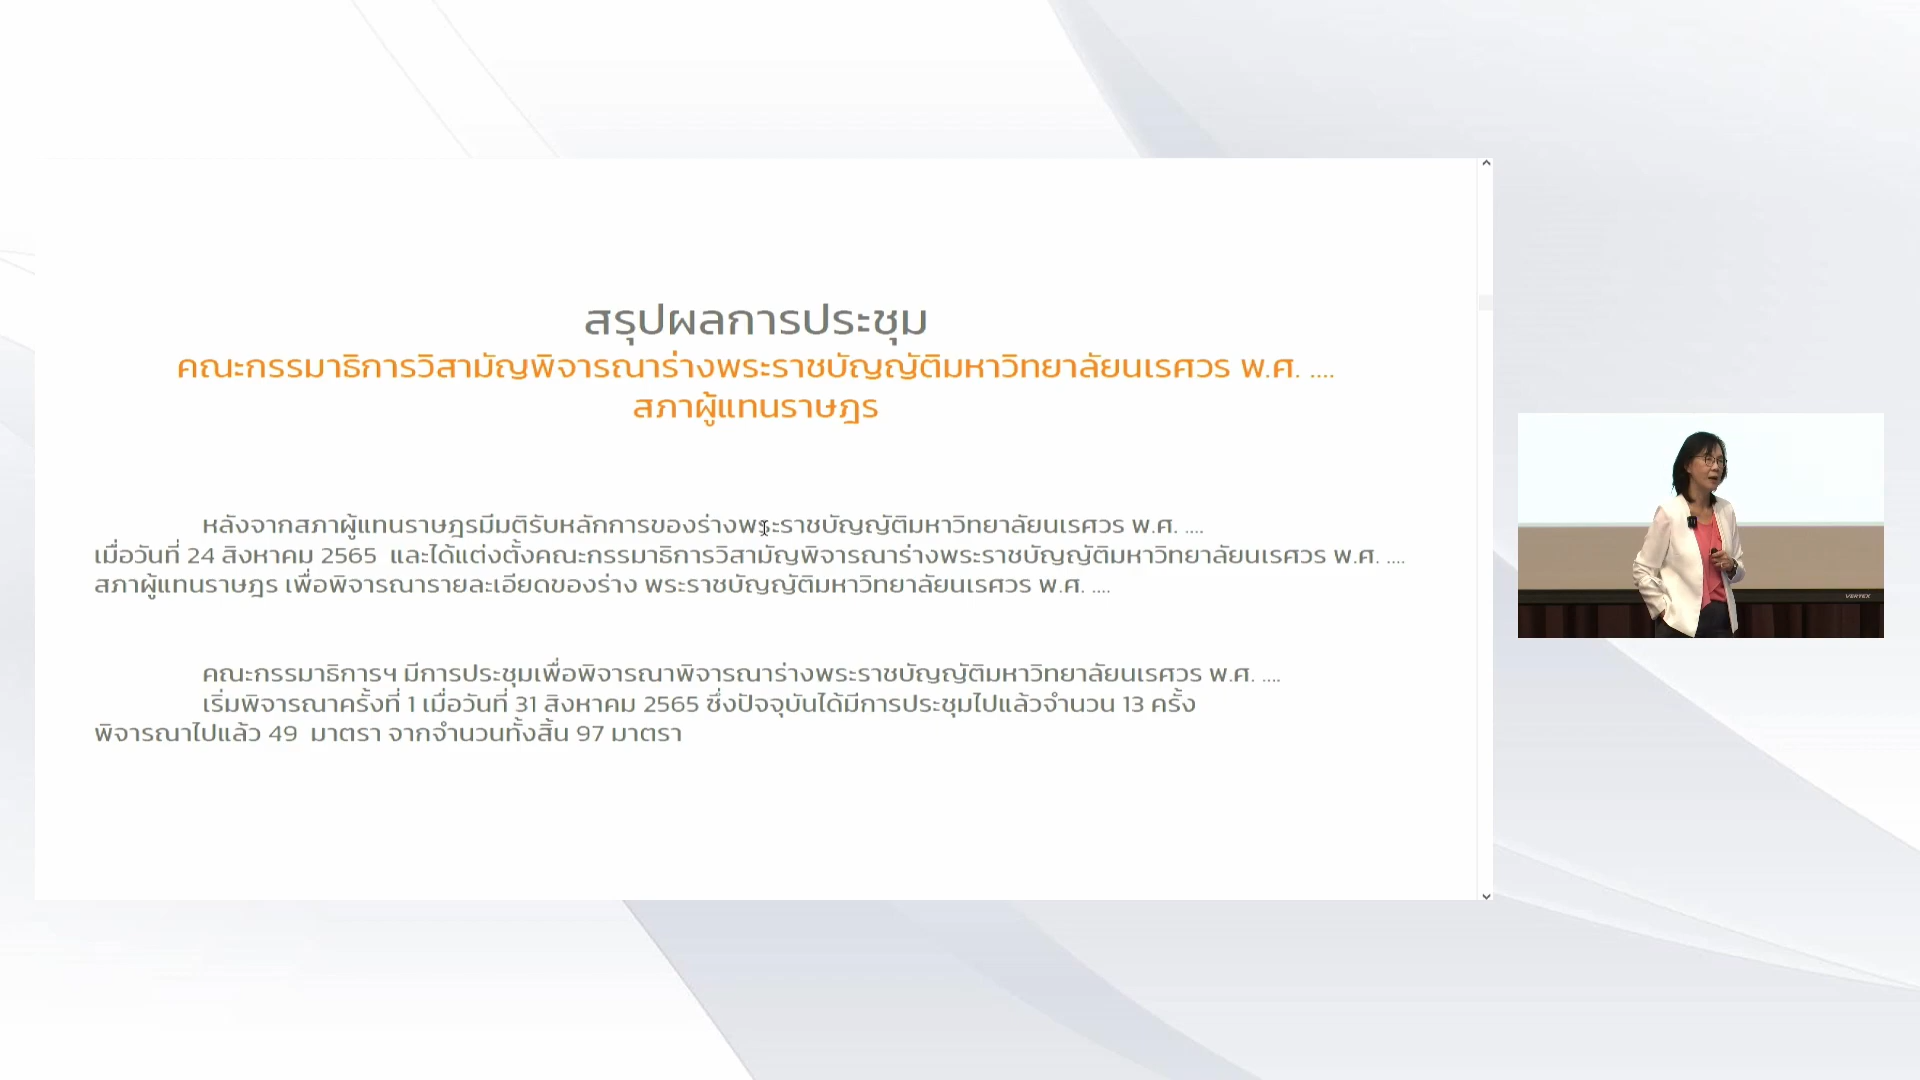 สรุปผลการประชุม
คณะกรรมาธิการวิสามัญพิจารณาร่างพระราชบัญญัติมหาวิทยาลัยนเรศวร พ.ศ. ....
สภาผู้แทนราษฎร
หลังจากสภาผู้แทนราษฎรมีมติรับหลักการของร่างพระราชบัญญัติมหาวิทยาลัยนเรศวร พ.ศ. ....
เมื่อวันที่ 24 สิงหาคม 2565 และได้แต่งตั้งคณะกรรมาธิการวิสามัญพิจารณาร่างพระราชบัญญัติมหาวิทยาลัยนเรศวร พ.ศ. ....
สภาผู้แทนราษฎร เพื่อพิจารณารายละเอียดของร่าง พระราชบัญญัติมหาวิทยาลัยนเรศวร พ.ศ. ....
คณะกรรมาธิการฯ มีการประชุมเพื่อพิจารณาพิจารณาร่างพระราชบัญญัติมหาวิทยาลัยนเรศวร พ.ศ. ....
เริ่มพิจารณาครั้งที่ 1 เมื่อวันที่ 31 สิงหาคม 2565 ซึ่งปัจจุบันได้มีการประชุมไปแล้วจำนวน 13 ครั้ง
พิจารณาไปแล้ว 49 มาตรา จากจำนวนทั้งสิ้น 97 มาตรา
VERTEX